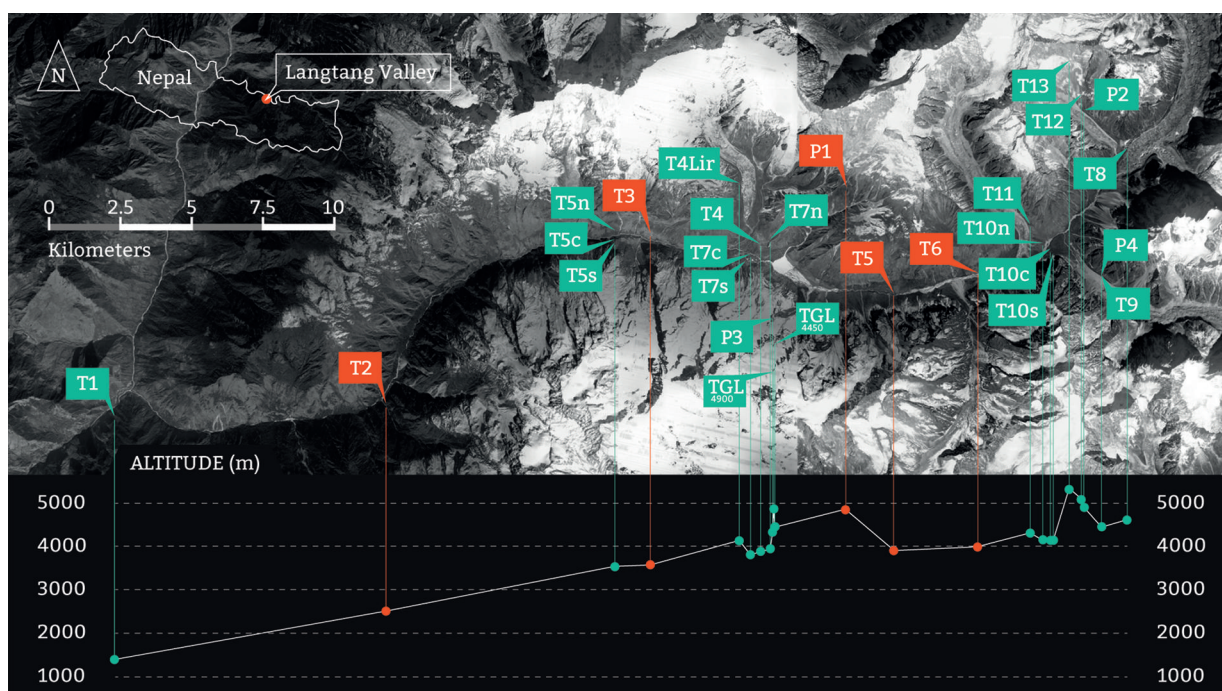 N
Nepal
Langtang Valley
0 2.5 5 7.5 10
Kilometers
T13
P2
T12
P1
T4Lir
T8
T5n
T3
T11
T4
T7n
T10n
T5c
T7c
T5
T6
P4
T5s
T7s
T10c
T9
T10s
P3
TGL
4450
T2
T1
TGL
4900
ALTITUDE (m)
5000 5000
4000 4000
3000 3000
2000 2000
1000 1000